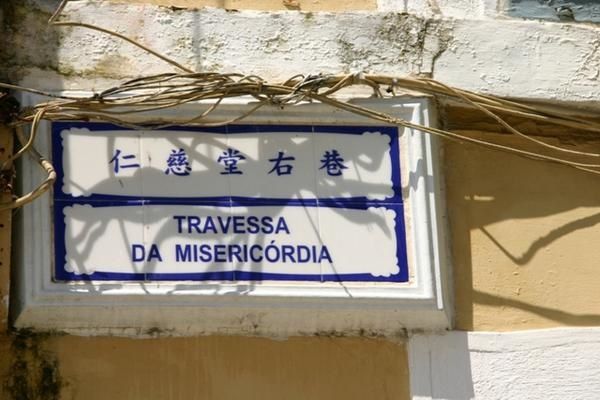 仁慈堂右巷
TRAVESSA
DA MISERICÓRDIA